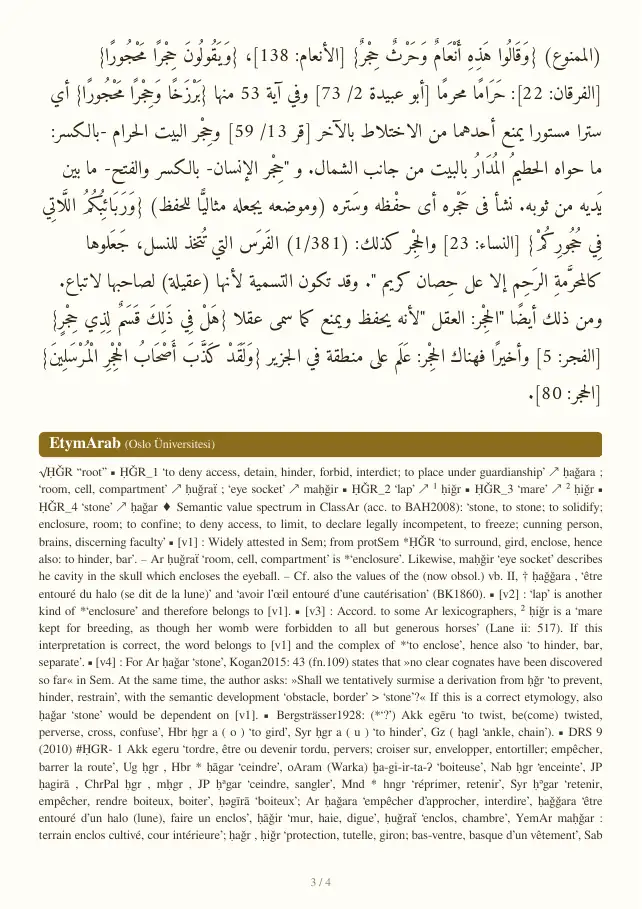 (الممنوع) {وَقَالُوا هَذِهِ أَنْعَامٌ وَحَرْثٌ حِجْرٌ} [الأنعام: 138]، {وَيَقُولُونَ حِجْرًا مَحْجُورًا}
[الفرقان: 22]: حَرَامًا محرمًا [أبو عبيدة 2/ 73] وفي آية 53 منها {بَرْزَخًا وَحِجْرًا مَحْجُورًا} أي
سترا مستورا يمنع أحدهما من الاختلاط بالآخر [قر 13/ 59] وحِجْر البيت الحرام -بالكسر:
ما حواه الحطيمُ المُدَارُ بالبيت من جانب الشمال. و "حِجْر الإنسان- بالكسر والفتح- ما بين
يَديه من ثوبه. نشأ فى حَجْره أى حفْظه وسَتره (وموضعه يجعله مثاليًّا للحفظ) {وَرَبَائِبُكُمُ اللَّاتِي
فِي حُجُورِكُمْ} [النساء: 23] والحِجْر كذلك: (1/381) الفَرَس التي تُتَّخذ للنسل، جَعَلوها
كالمحرَّمةِ الرَحِم إلا على حِصان كريم ". وقد تكون التسمية لأنها (عقيلة) لصاحبها لاتباع.
ومن ذلك أيضًا "الحِجْر: العقل "لأنه يحفظ ويمنع كما سمى عقلا {هَلْ فِي ذَلِكَ قَسَمٌ لِذِي حِجْرٍ}
[الفجر: 5] وأخيرًا فهناك الحِجْر: عَلَم على منطقة في الجزير {وَلَقَدْ كَذَّبَ أَصْحَابُ الْحِجْرِ الْمُرْسَلِينَ}
[الحجر: 80].
EtymArab (Oslo Üniversitesi)
√ḤǦR “root” ▪ ḤǦR_1 ‘to deny access, detain, hinder, forbid, interdict; to place under guardianship’ ↗ ḥaǧara ;
‘room, cell, compartment’ ↗ ḥuǧraẗ ; ‘eye socket’ ↗ maḥǧir ▪ ḤǦR_2 ‘lap’ ↗ ¹ ḥiǧr ▪ ḤǦR_3 ‘mare’ ↗ ² ḥiǧr ▪
ḤǦR_4 ‘stone’ ↗ ḥaǧar ♦ Semantic value spectrum in ClassAr (acc. to BAH2008): ‘stone, to stone; to solidify;
enclosure, room; to confine; to deny access, to limit, to declare legally incompetent, to freeze; cunning person,
brains, discerning faculty’ ▪ [v1] : Widely attested in Sem; from protSem *ḤĞR ‘to surround, gird, enclose, hence
also: to hinder, bar’. – Ar ḥuǧraẗ ‘room, cell, compartment’ is *‘enclosure’. Likewise, maḥǧir ‘eye socket’ describes
he cavity in the skull which encloses the eyeball. – Cf. also the values of the (now obsol.) vb. II, † ḥaǧǧara , ‘être
entouré du halo (se dit de la lune)’ and ‘avoir l’œil entouré d’une cautérisation’ (BK1860). ▪ [v2] : ‘lap’ is another
kind of *‘enclosure’ and therefore belongs to [v1]. ▪ [v3] : Accord. to some Ar lexicographers, ² ḥiǧr is a ‘mare
kept for breeding, as though her womb were forbidden to all but generous horses’ (Lane ii: 517). If this
interpretation is correct, the word belongs to [v1] and the complex of *‘to enclose’, hence also ‘to hinder, bar,
separate’. ▪ [v4] : For Ar ḥaǧar ‘stone’, Kogan2015: 43 (fn.109) states that »no clear cognates have been discovered
so far« in Sem. At the same time, the author asks: »Shall we tentatively surmise a derivation from ḥǧr ‘to prevent,
hinder, restrain’, with the semantic development ‘obstacle, border’ > ‘stone’?« If this is a correct etymology, also
ḥaǧar ‘stone’ would be dependent on [v1]. ▪ Bergsträsser1928: (*‘?’) Akk egēru ‘to twist, be(come) twisted,
perverse, cross, confuse’, Hbr ḥgr a ( o ) ‘to gird’, Syr ḥgr a ( u ) ‘to hinder’, Gz ( ḥagl ‘ankle, chain’). ▪ DRS 9
(2010) #ḤGR- 1 Akk egeru ‘tordre, être ou devenir tordu, pervers; croiser sur, envelopper, entortiller; empêcher,
barrer la route’, Ug ḥgr , Hbr * ḥāgar ‘ceindre’, oAram (Warka) ḫa-gi-ir-ta-ʔ ‘boiteuse’, Nab ḥgr ‘enceinte’, JP
ḥagirā , ChrPal ḥgr , mḥgr , JP ḥᵃgar ‘ceindre, sangler’, Mnd * hngr ‘réprimer, retenir’, Syr ḥᵊgar ‘retenir,
empêcher, rendre boiteux, boiter’, ḥagīrā ‘boiteux’; Ar ḥaǧara ‘empêcher d’approcher, interdire’, ḥaǧǧara ‘être
entouré d’un halo (lune), faire un enclos’, ḥāǧir ‘mur, haie, digue’, ḥuǧraẗ ‘enclos, chambre’, YemAr maḥǧar :
terrain enclos cultivé, cour intérieure’; ḥaǧr , ḥiǧr ‘protection, tutelle, giron; bas-ventre, basque d’un vêtement’, Sab
3 / 4